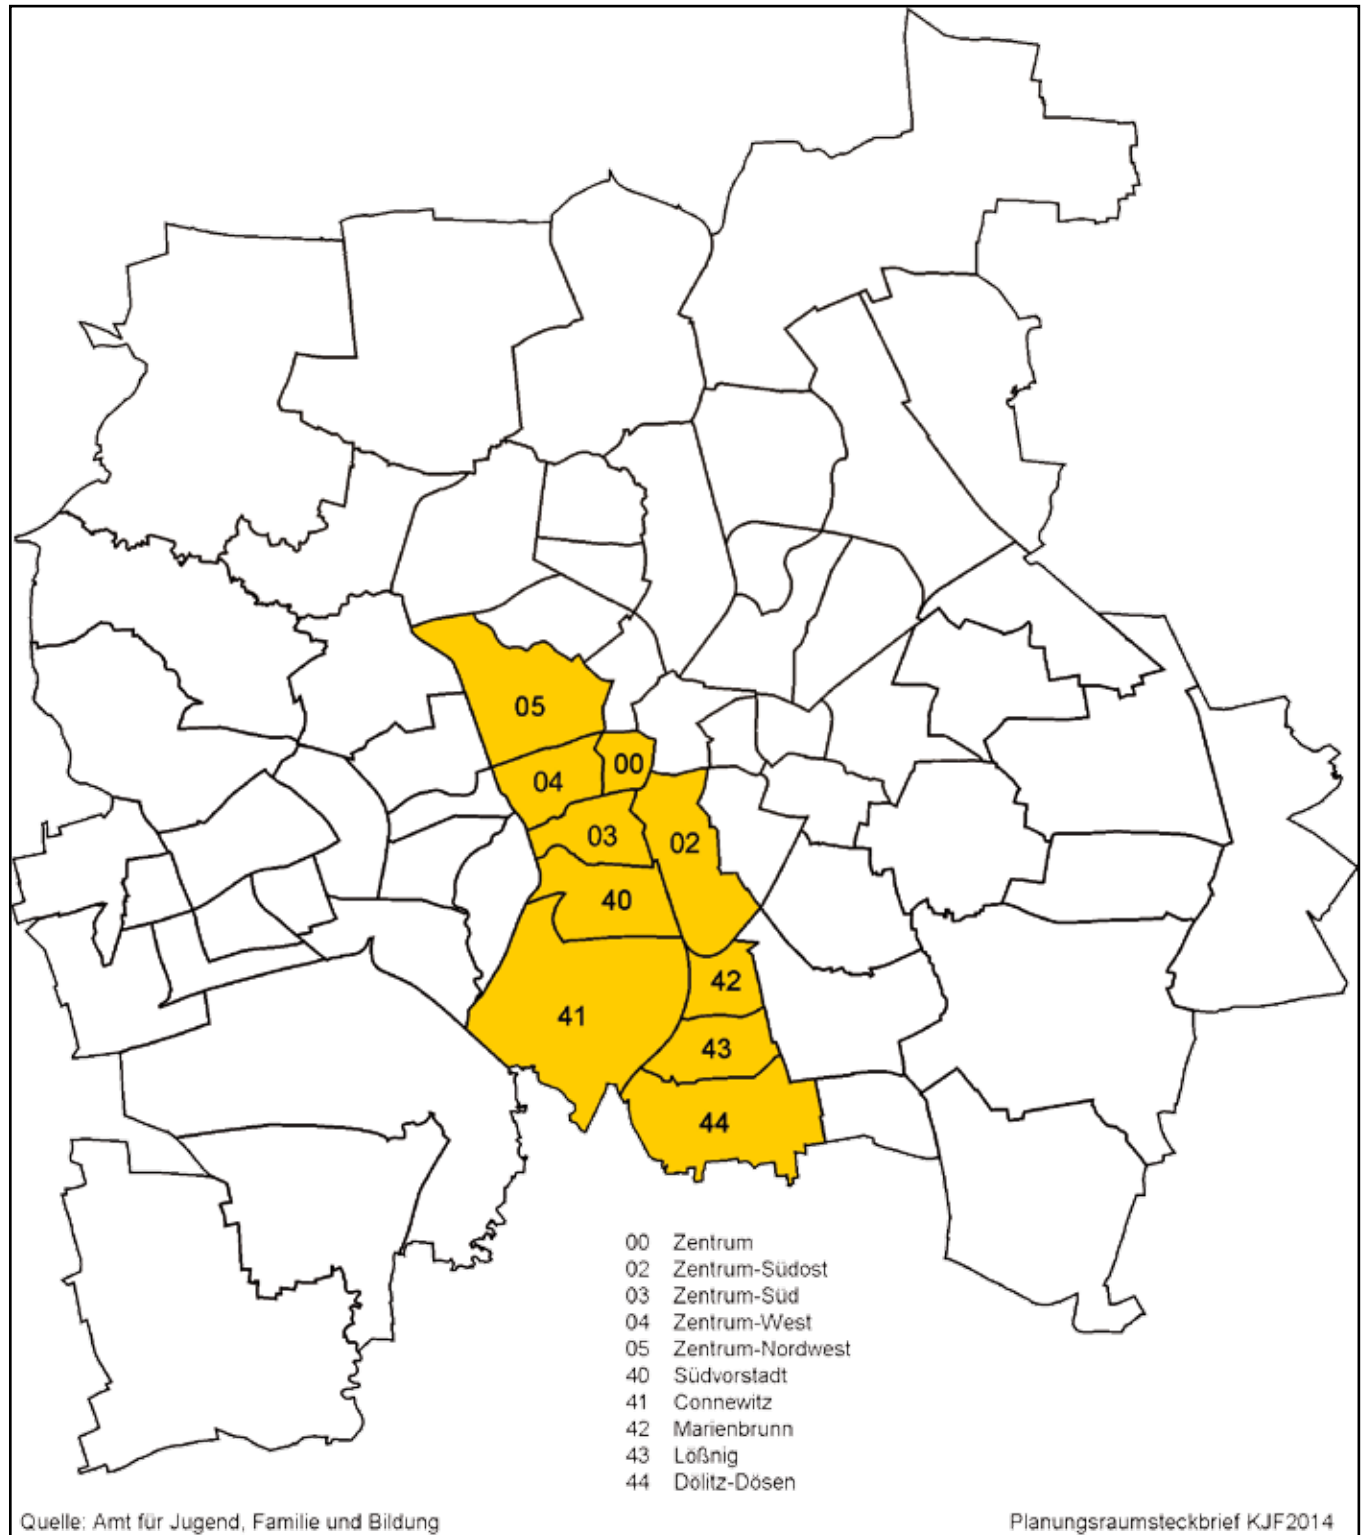 05
00
04
03
02
40
42
41
43
44
00 Zentrum
02 Zentrum-Südost
03 Zentrum-Süd
04 Zentrum-West
05 Zentrum-Nordwest
40 Südvorstadt
41 Connewitz
42 Marienbrunn
43 Lößnig
44 Dölitz-Dösen
Quelle: Amt für Jugend, Familie und Bildung
Planungsraumsteckbrief KJF2014